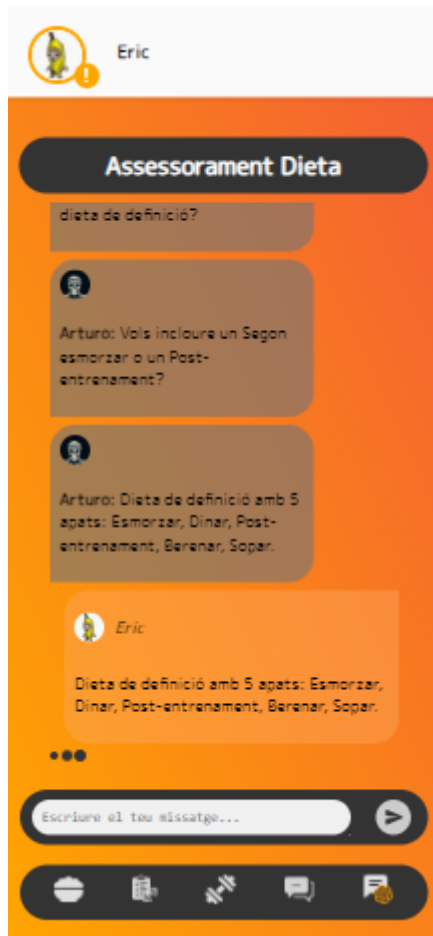 Eric
Assessorament Dieta
dieta de definició?
Arturo: Vols incloure un Segon
esmorzar o un Post-
entrenament?
Arturo: Dieta de definició amb 5
apats: Esmorzar, Dinar, Post-
entrenament, Berenar, Sopar.
Eric
Dieta de definició amb 5 apats: Esmorzar,
Dinar, Post-entrenament, Berenar, Sopar.
Escriure el teu missatge...